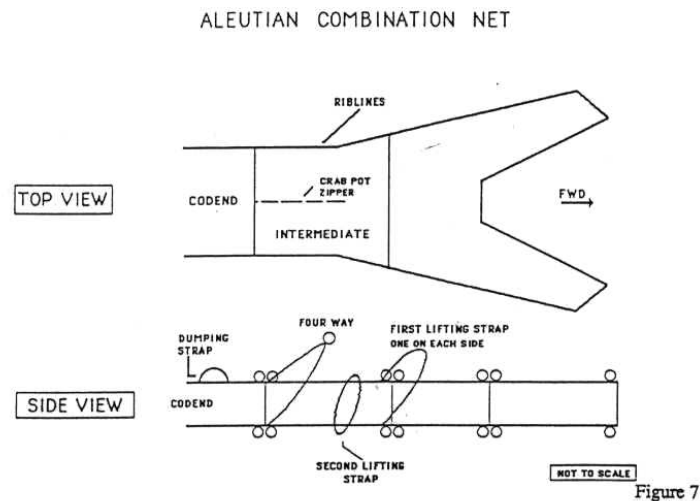 ALEUTIAN COMBINATION NET
RIBLINES
CRAB POT
ZIPPER
TOP VIEW
CODEND
FWD
INTERMEDIATE
FOUR WAY
FIRST LIFTING STRAP
ONE ON EACH SIDE
DUMPING
STRAP
SIDE VIEW
CODEND
SECOND LIFTING
STRAP
NOT TO SCALE
Figure 7